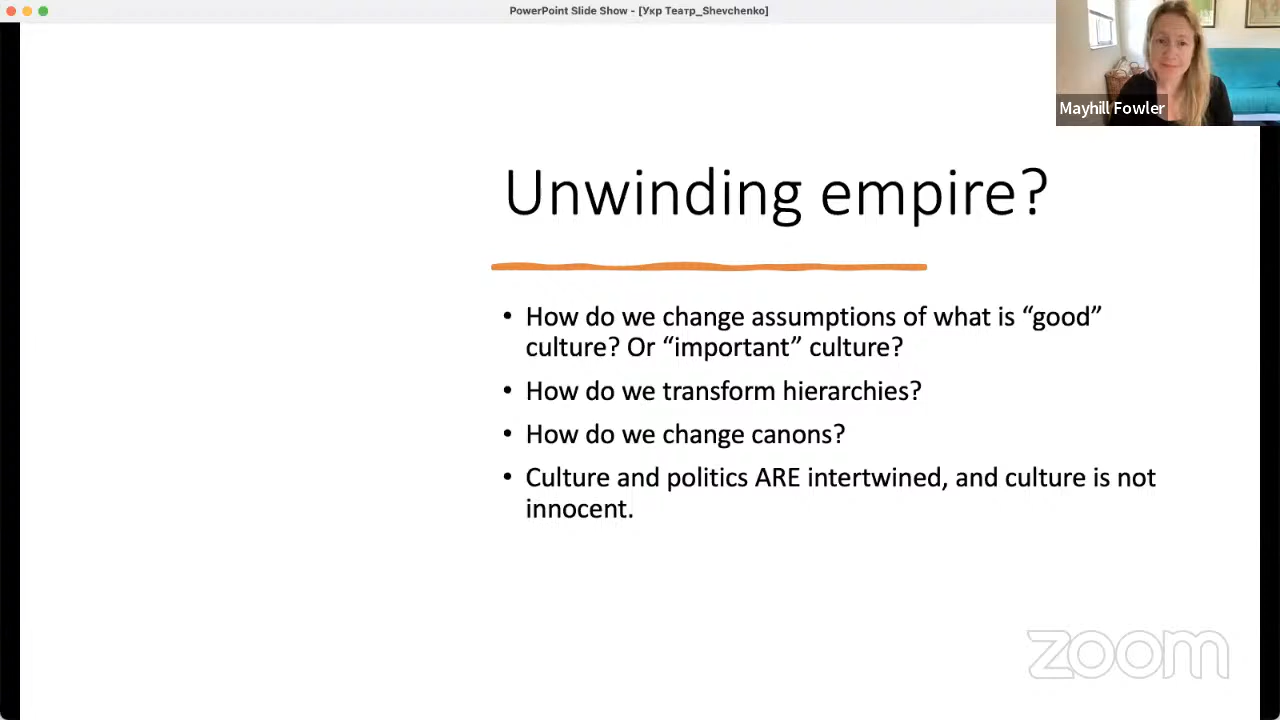 PowerPoint Slide Show - [Укр Театр_Shevchenko]
Mayhill Fowler
Unwinding empire?
• How do we change assumptions of what is “good”
culture? Or “important” culture?
• How do we transform hierarchies?
• How do we change canons?
• Culture and politics ARE intertwined, and culture is not
innocent.
zoom